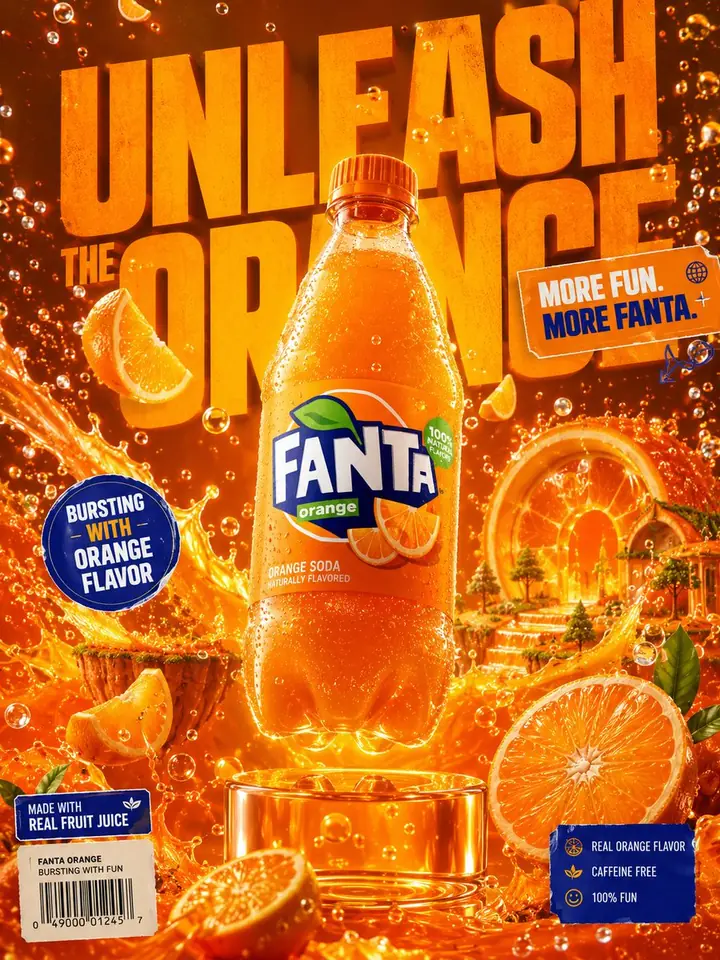 UNLEASH
THE ORANGE
MORE FUN.
MORE FANTA.
FANTA
orange
100%
NATURAL
FLAVORS
ORANGE SODA
NATURALLY FLAVORED
BURSTING
WITH
ORANGE
FLAVOR
MADE WITH
REAL FRUIT JUICE
FANTA ORANGE
BURSTING WITH FUN
0 49000 01245 7
REAL ORANGE FLAVOR
CAFFEINE FREE
100% FUN